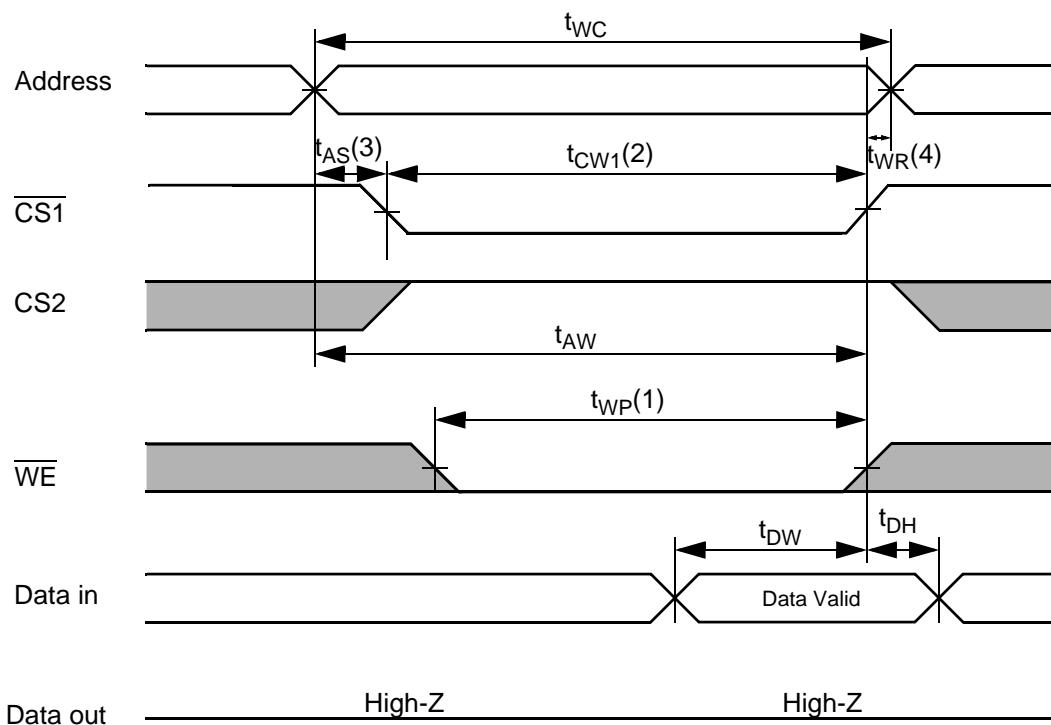 tWC
Address
tAS(3)
tCW1(2)
tWR(4)
CS1
CS2
tAW
tWP(1)
WE
tDW
tDH
Data in
Data Valid
High-Z
High-Z
Data out